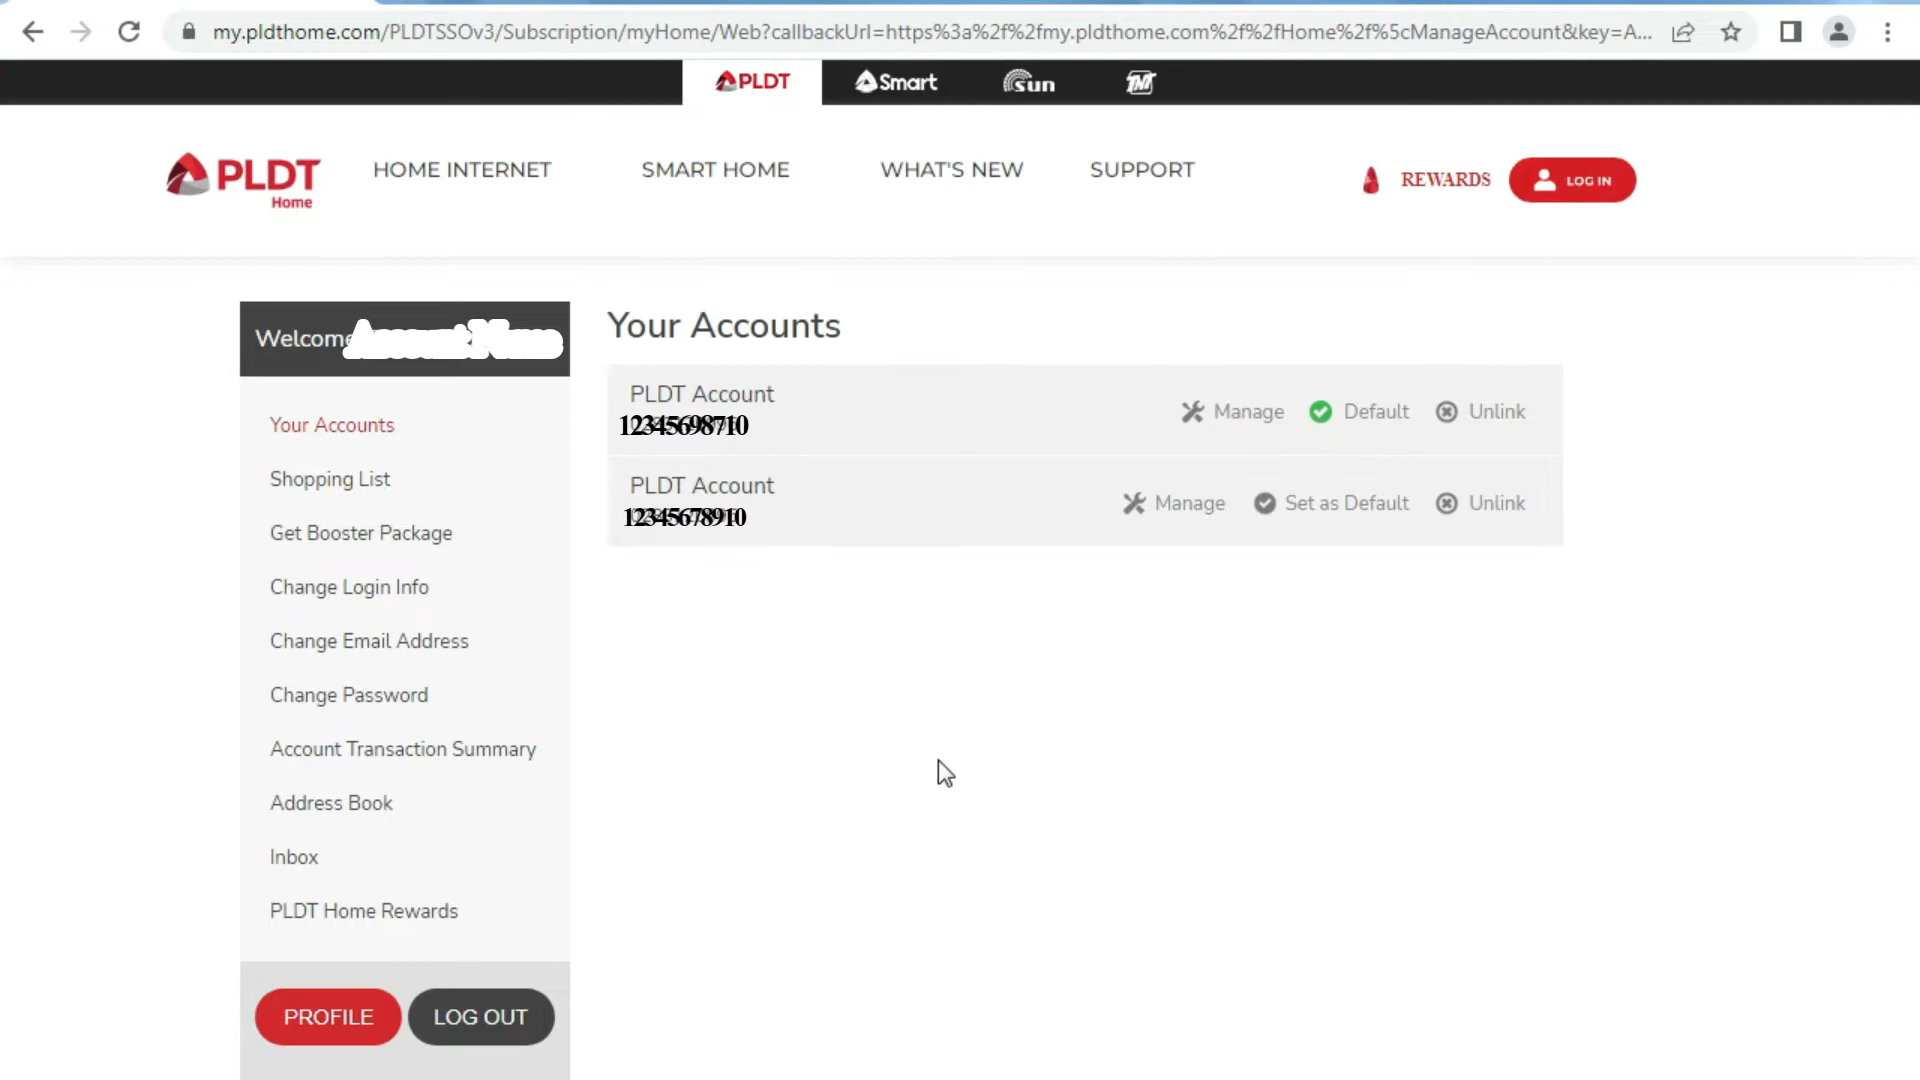 my.pldthome.com/PLDTSSOv3/Subscription/myHome/Web?callbackUrl=https%3a%2f%2fmy.pldthome.com%2f%2fHome%2f%5cManageAccount&key=A...
PLDT
Smart
Sun
TNT
PLDT
Home
HOME INTERNET
SMART HOME
WHAT'S NEW
SUPPORT
REWARDS
LOG IN
Welcome
Your Accounts
Shopping List
Get Booster Package
Change Login Info
Change Email Address
Change Password
Account Transaction Summary
Address Book
Inbox
PLDT Home Rewards
PROFILE
LOG OUT
Your Accounts
PLDT Account
12345698710
Manage
Default
Unlink
PLDT Account
12345678910
Manage
Set as Default
Unlink